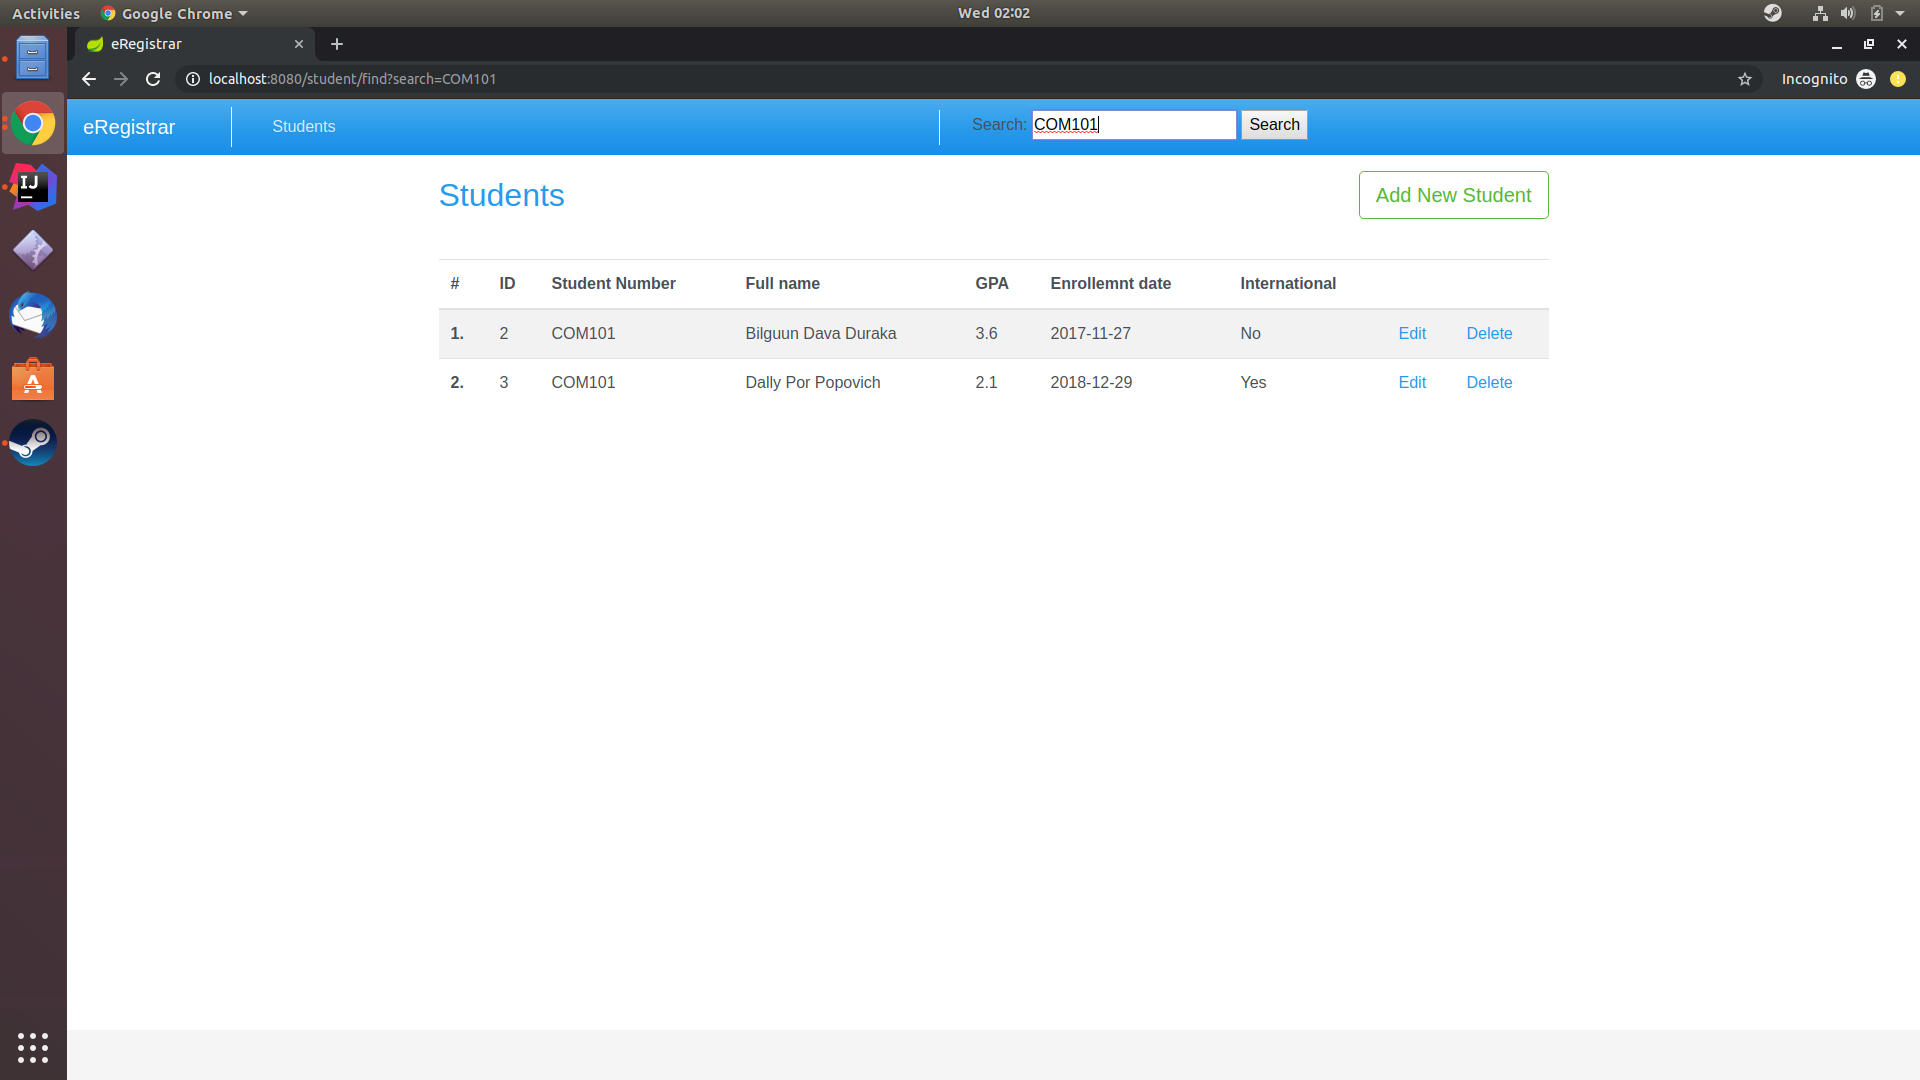 Activities Google Chrome Wed 02:02
eRegistrar
localhost:8080/student/find?search=COM101 Incognito
eRegistrar Students Search: COM101 Search
Students Add New Student
# ID Student Number Full name GPA Enrollemnt date International
1. 2 COM101 Bilguun Dava Duraka 3.6 2017-11-27 No Edit Delete
2. 3 COM101 Dally Por Popovich 2.1 2018-12-29 Yes Edit Delete
IJ